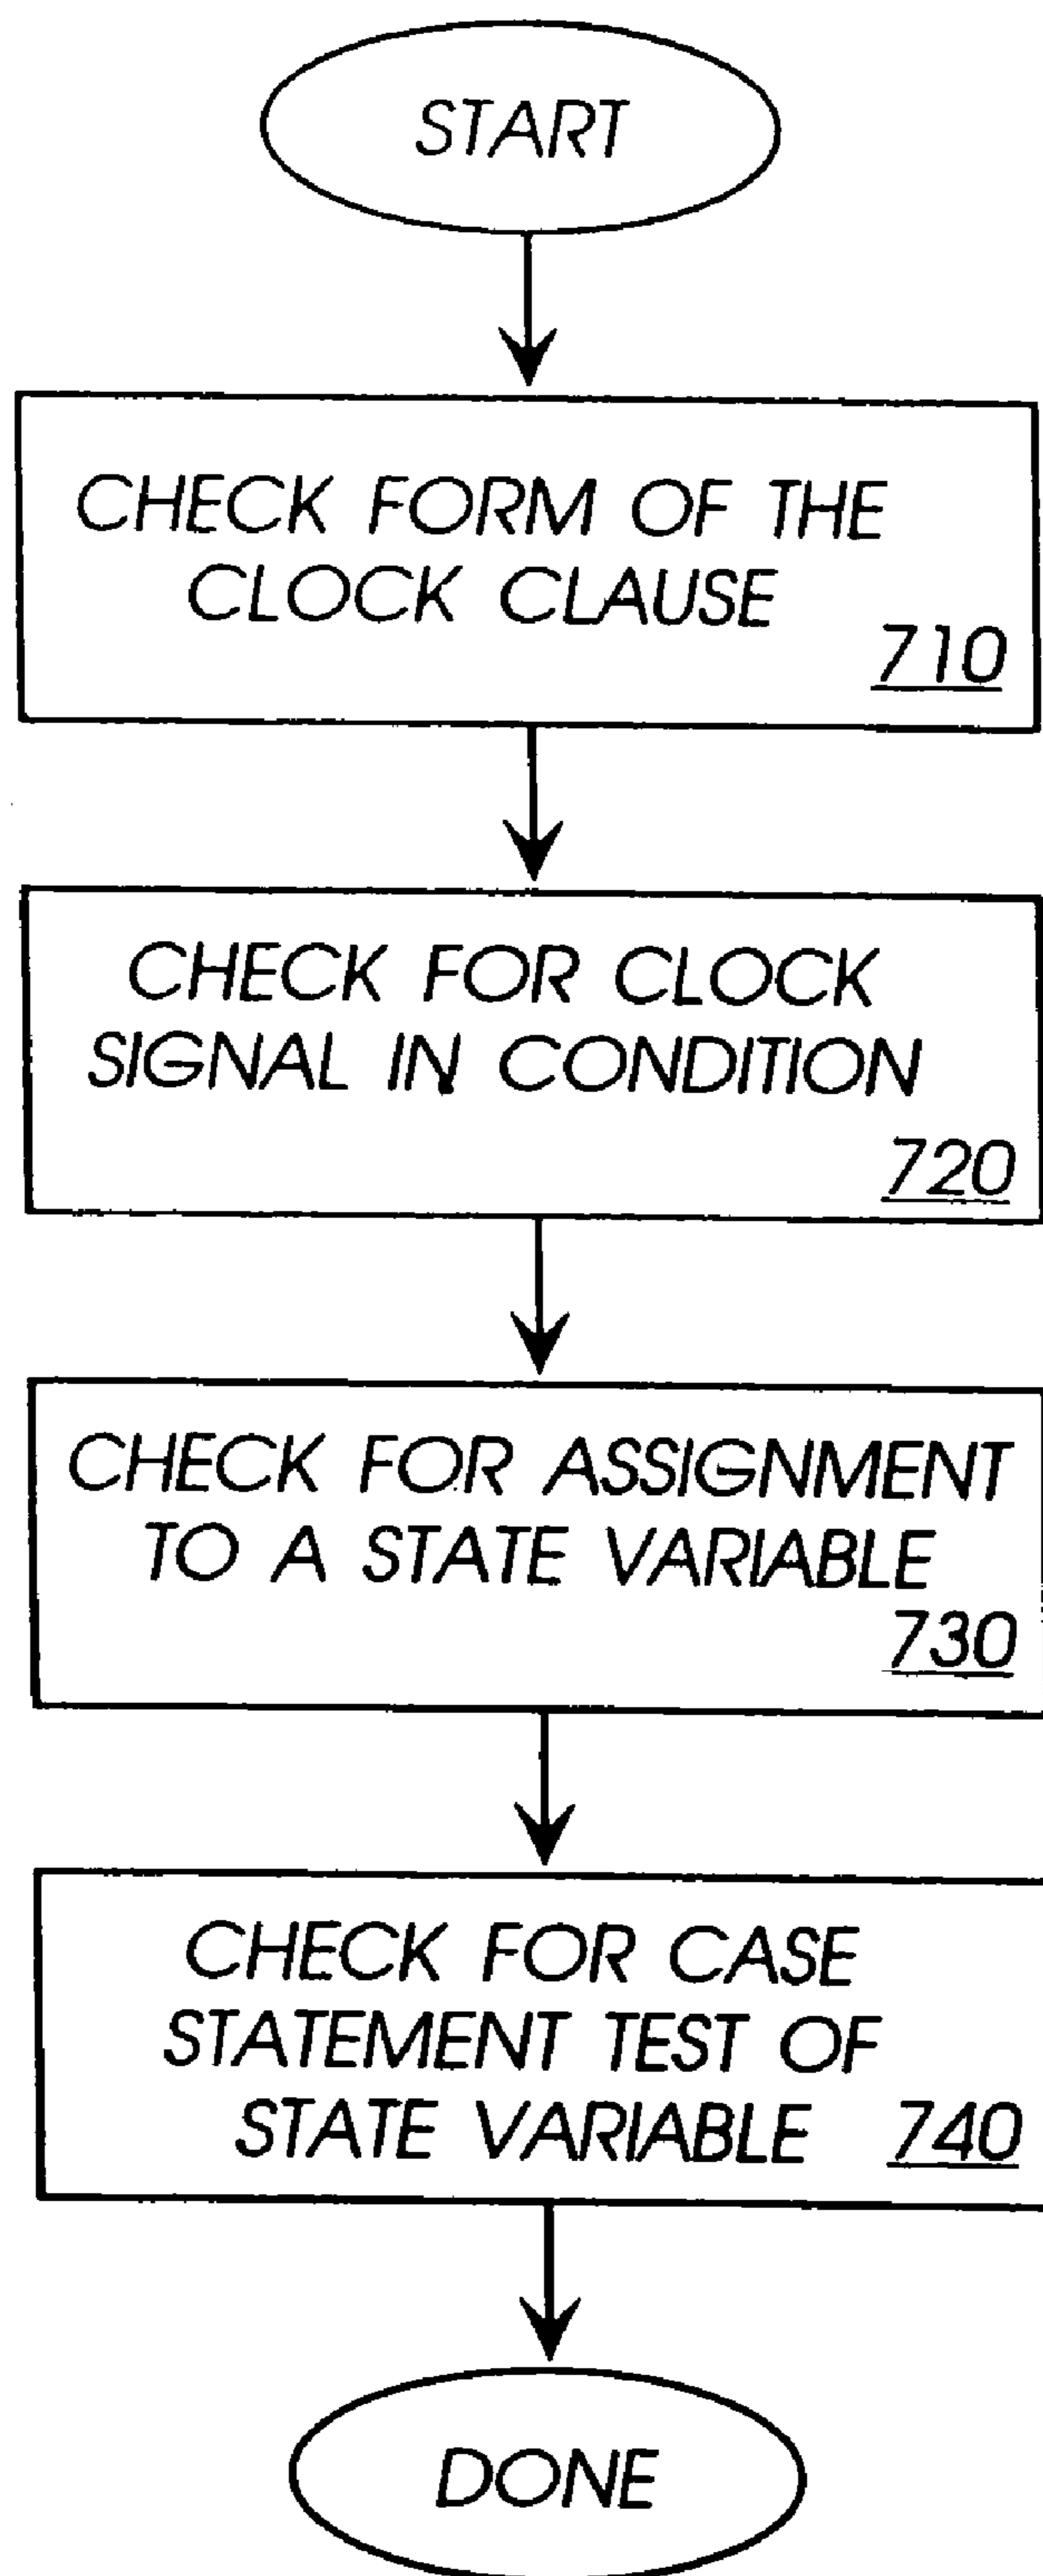 START
CHECK FORM OF THE
CLOCK CLAUSE
710
CHECK FOR CLOCK
SIGNAL IN CONDITION
720
CHECK FOR ASSIGNMENT
TO A STATE VARIABLE
730
CHECK FOR CASE
STATEMENT TEST OF
STATE VARIABLE 740
DONE